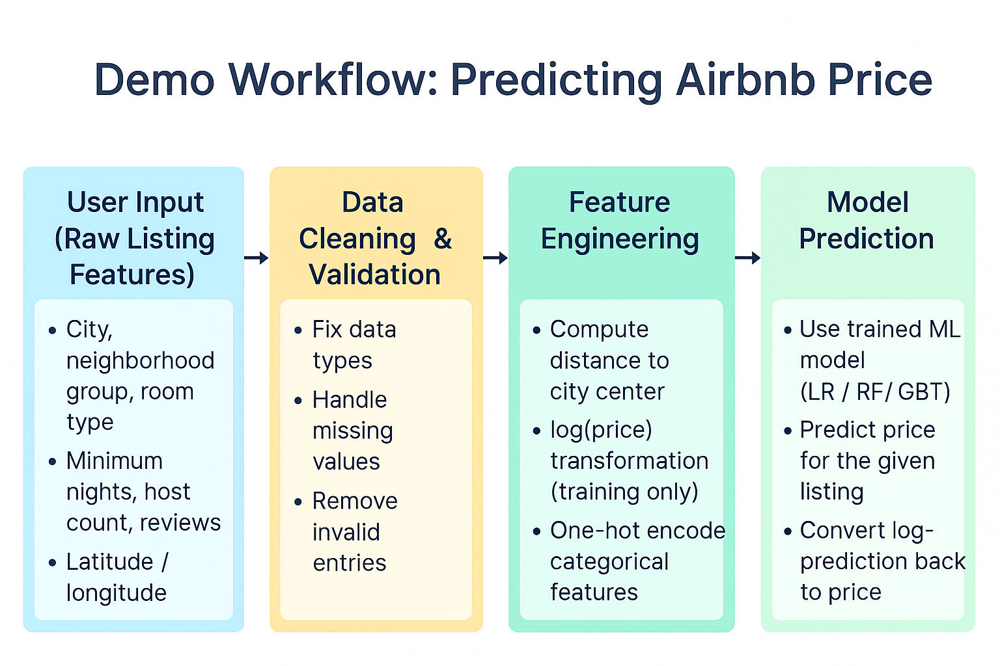 Demo Workflow: Predicting Airbnb Price
User Input
(Raw Listing
Features)
• City,
neighborhood
group, room
type
• Minimum
nights, host
count, reviews
• Latitude /
longitude
Data
Cleaning &
Validation
• Fix data
types
• Handle
missing
values
• Remove
invalid
entries
Feature
Engineering
• Compute
distance to
city center
• log(price)
transformation
(training only)
• One-hot encode
categorical
features
Model
Prediction
• Use trained ML
model
(LR / RF/ GBT)
• Predict price
for the given
listing
• Convert log-
prediction back
to price